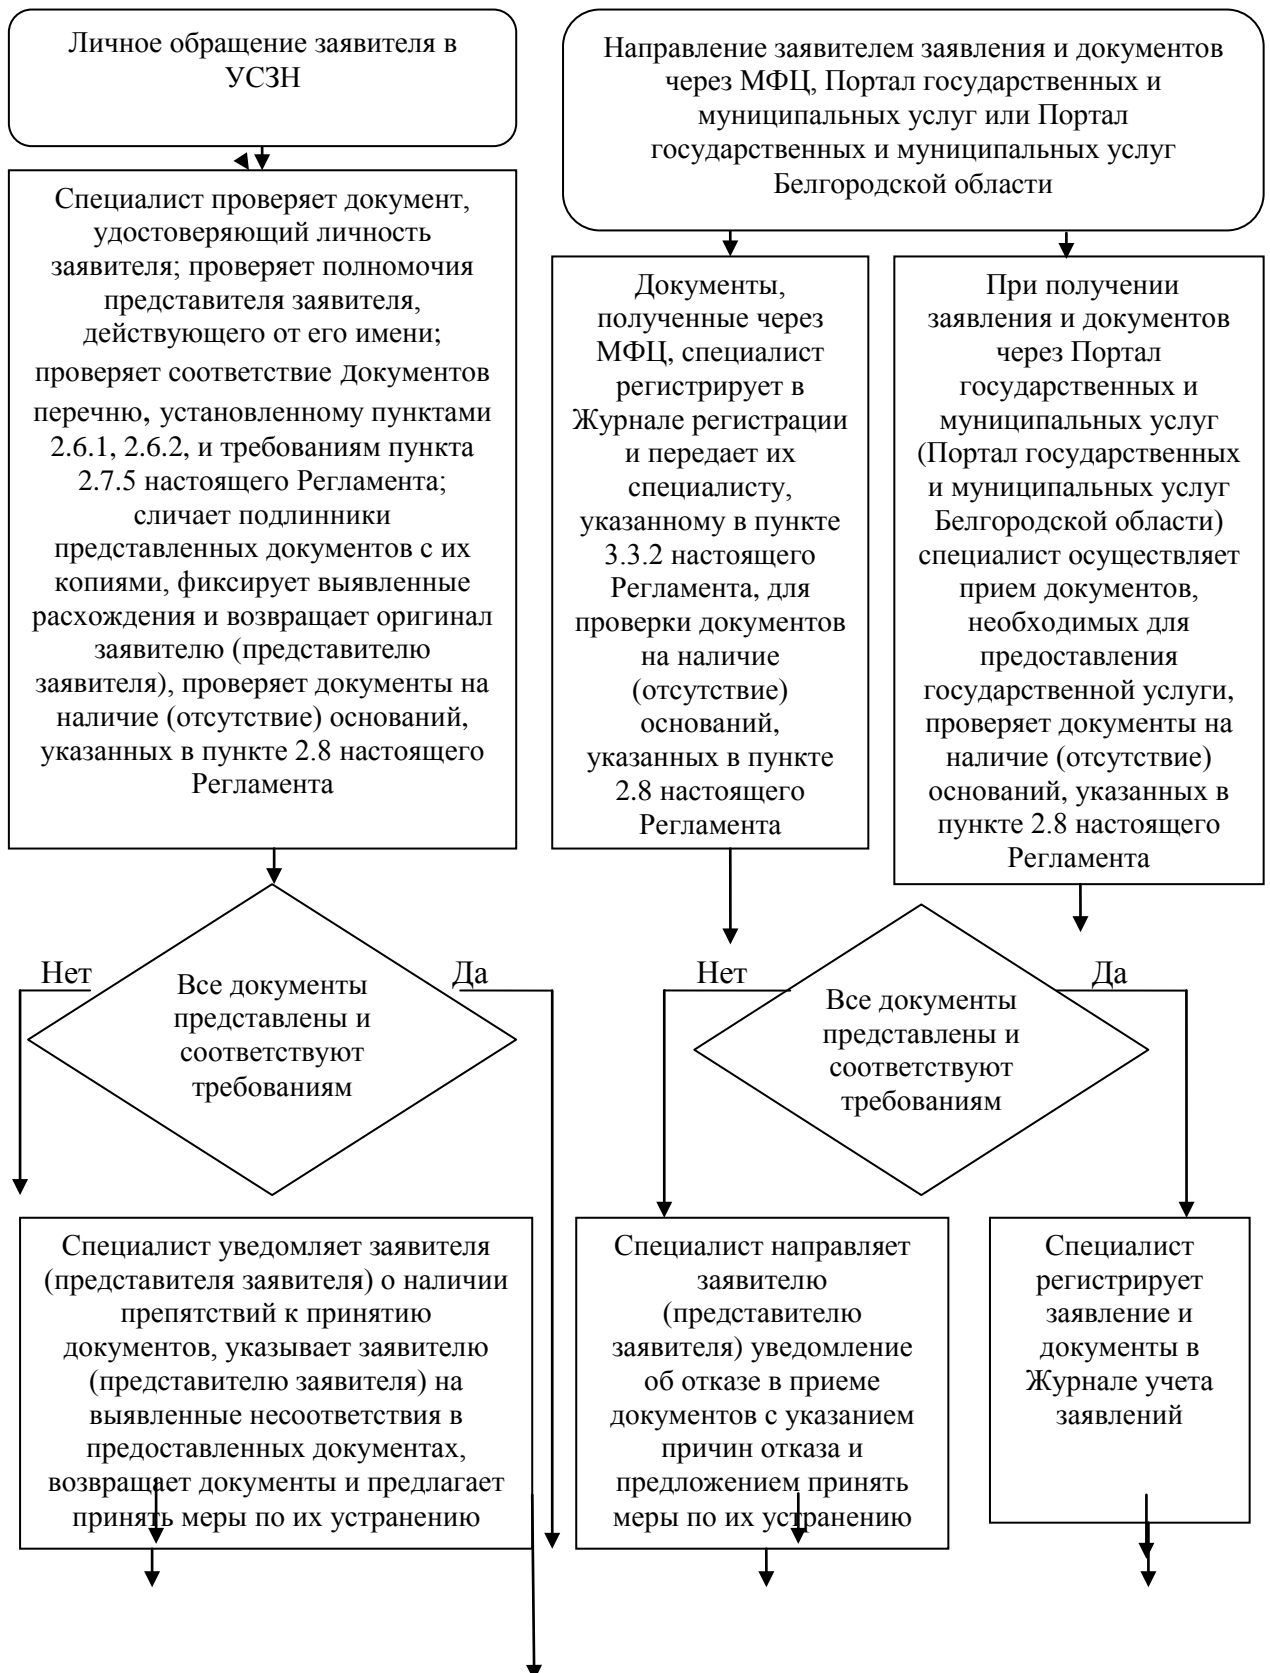 Личное обращение заявителя в
УСЗН
Направление заявителем заявления и документов
через МФЦ, Портал государственных и
муниципальных услуг или Портал
государственных и муниципальных услуг
Белгородской области
Специалист проверяет документ,
удостоверяющий личность
заявителя; проверяет полномочия
представителя заявителя,
действующего от его имени;
проверяет соответствие документов
перечню, установленному пунктами
2.6.1, 2.6.2, и требованиям пункта
2.7.5 настоящего Регламента;
сличает подлинники
представленных документов с их
копиями, фиксирует выявленные
расхождения и возвращает оригинал
заявителю (представителю
заявителя), проверяет документы на
наличие (отсутствие) оснований,
указанных в пункте 2.8 настоящего
Регламента
Документы,
полученные через
МФЦ, специалист
регистрирует в
Журнале регистрации
и передает их
специалисту,
указанному в пункте
3.3.2 настоящего
Регламента, для
проверки документов
на наличие
(отсутствие)
оснований,
указанных в пункте
2.8 настоящего
Регламента
При получении
заявления и документов
через Портал
государственных и
муниципальных услуг
(Портал государственных
и муниципальных услуг
Белгородской области)
специалист осуществляет
прием документов,
необходимых для
предоставления
государственной услуги,
проверяет документы на
наличие (отсутствие)
оснований, указанных в
пункте 2.8 настоящего
Регламента
Нет
Все документы
представлены и
соответствуют
требованиям
Да
Нет
Все документы
представлены и
соответствуют
требованиям
Да
Специалист уведомляет заявителя
(представителя заявителя) о наличии
препятствий к принятию
документов, указывает заявителю
(представителю заявителя) на
выявленные несоответствия в
предоставленных документах,
возвращает документы и предлагает
принять меры по их устранению
Специалист направляет
заявителю
(представителю
заявителя) уведомление
об отказе в приеме
документов с указанием
причин отказа и
предложением принять
меры по их устранению
Специалист
регистрирует
заявление и
документы в
Журнале учета
заявлений